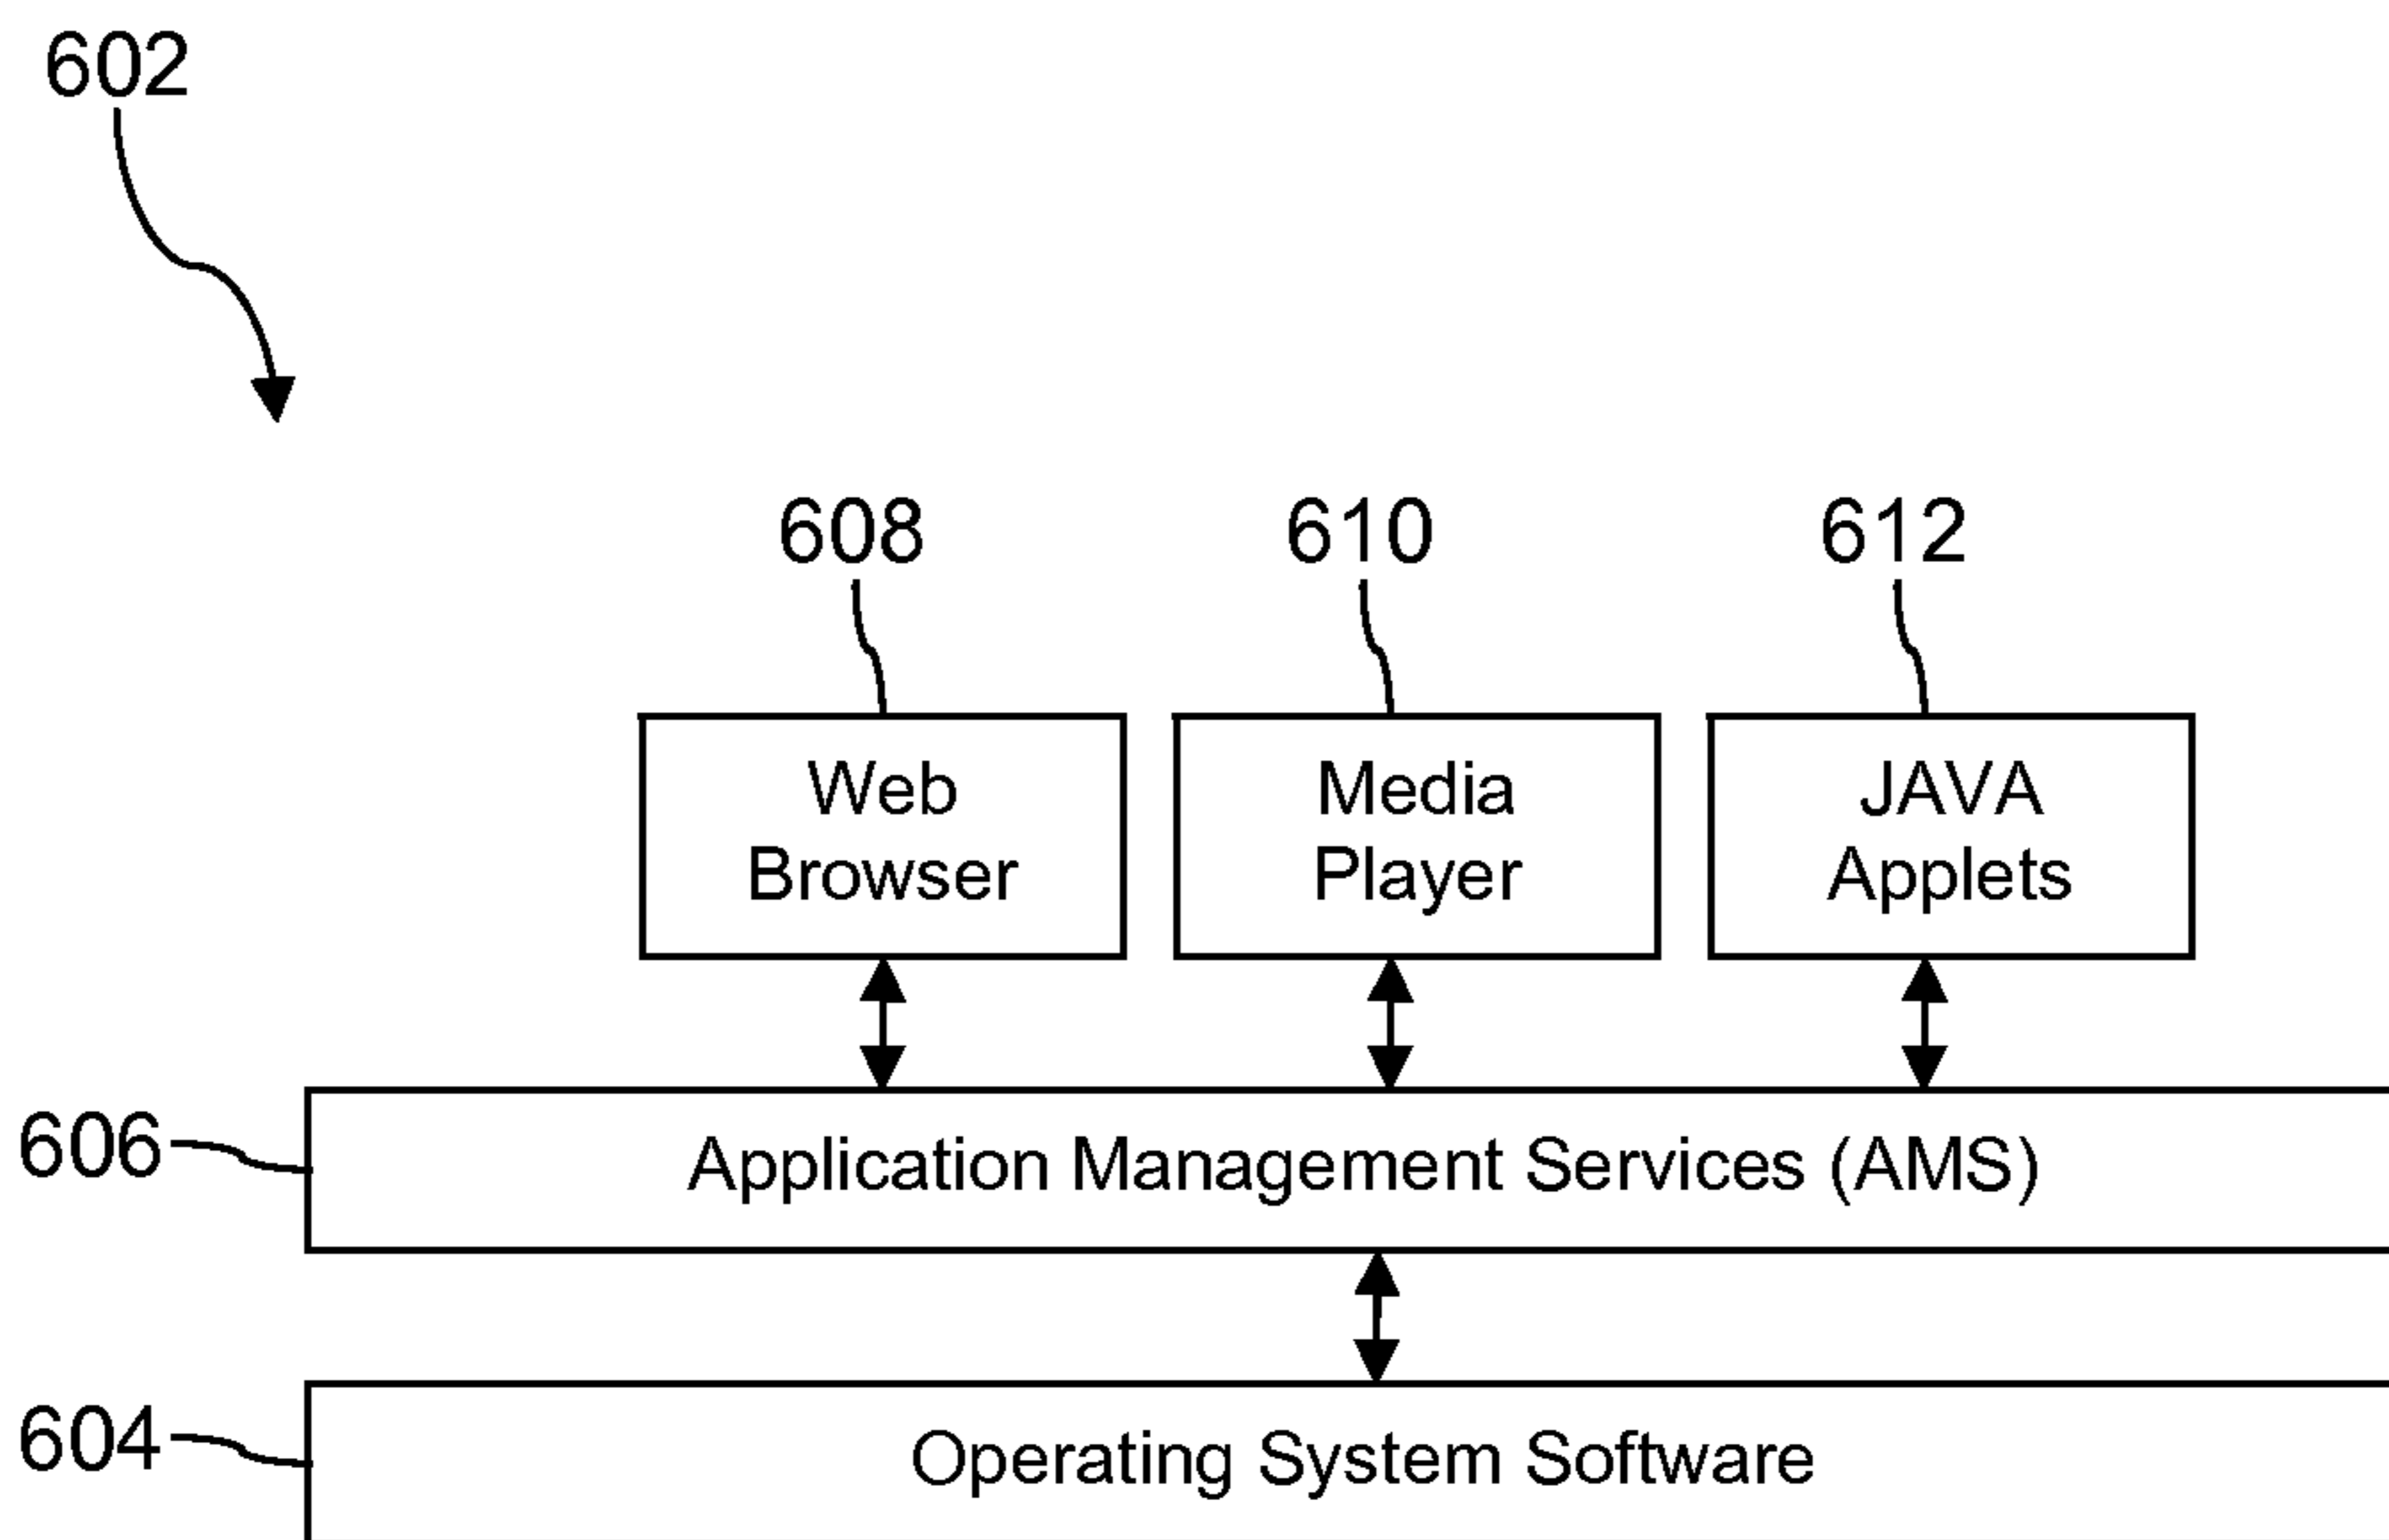 602
608
610
612
Web
Browser
Media
Player
JAVA
Applets
606
Application Management Services (AMS)
604
Operating System Software